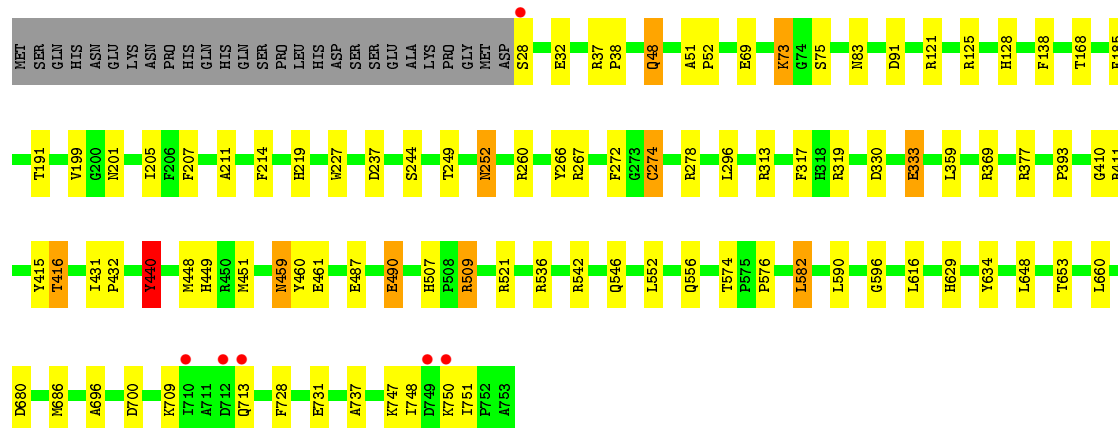 MET SER GLN HIS ASN GLU LYS ASN PRO HIS GLN HIS GLN SER PRO LEU HIS ASP SER SER GLU ALA LYS PRO GLY MET ASP S28 E32 R37 P38 Q48 A51 P52 E69 K73 G74 S75 N83 D91 R121 R125 H128 F138 T168
T191 V199 G200 N201 I205 F206 F207 A211 F214 H219 W227 D237 S244 T249 N252 R260 Y266 R267 F272 G273 C274 R278 L296 R313 F317 H318 R319 D330 E333 L359 R369 R377 P393 G410 R411
Y415 T416 I431 P432 Y440 M448 H449 R450 M451 N459 Y460 E461 E487 E490 H507 P508 R509 R521 R536 R542 Q546 L552 Q556 T574 P575 P576 L582 L590 G596 L616 H629 Y634 L648 T653 L660
D680 M686 A696 D700 K709 I710 A711 D712 Q713 F728 E731 A737 K747 I748 D749 K750 I751 P752 A753